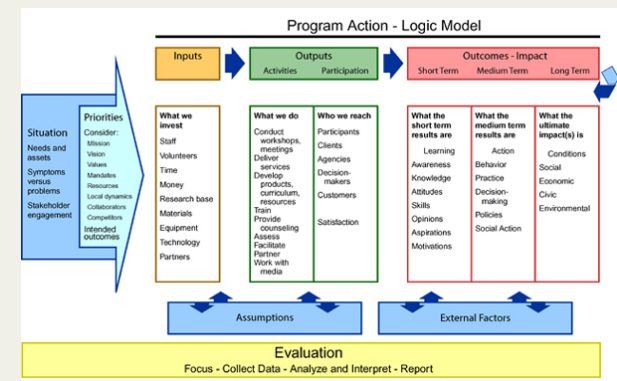 Program Action - Logic Model
Inputs
Outputs
Activities Participation
Outcomes - Impact
Short Term Medium Term Long Term
Situation
Needs and
assets
Symptoms
versus
problems
Stakeholder
engagement
Priorities
Consider:
Mission
Vision
Values
Mandates
Resources
Local dynamics
Collaborators
Competitors
Intended
outcomes
What we
invest
Staff
Volunteers
Time
Money
Research base
Materials
Equipment
Technology
Partners
What we do
Conduct
workshops,
meetings
Deliver
services
Develop
products,
curriculum,
resources
Train
Provide
counseling
Assess
Facilitate
Partner
Work with
media
Who we reach
Participants
Clients
Agencies
Decision-
makers
Customers
Satisfaction
What the
short term
results are
Learning
Awareness
Knowledge
Attitudes
Skills
Opinions
Aspirations
Motivations
What the
medium term
results are
Action
Behavior
Practice
Decision-
making
Policies
Social Action
What the
ultimate
impact(s) is
Conditions
Social
Economic
Civic
Environmental
Assumptions
External Factors
Evaluation
Focus - Collect Data - Analyze and Interpret - Report